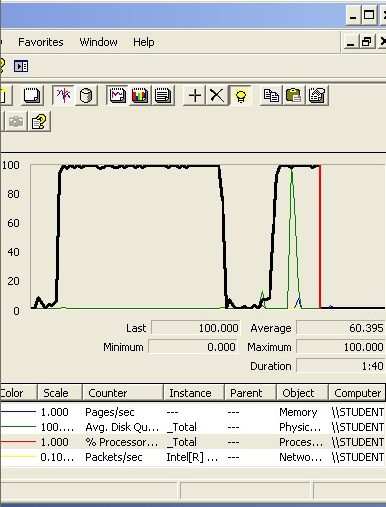 Favorites Window Help
100
80
60
40
20
0
Last 100.000 Average 60.395
Minimum 0.000 Maximum 100.000
Duration 1:40
Color Scale Counter Instance Parent Object Computer
1.000 Pages/sec --- --- Memory \\STUDENT
100.... Avg. Disk Qu... _Total --- Physic... \\STUDENT
1.000 % Processor... _Total --- Proces... \\STUDENT
0.10... Packets/sec Intel[R] ... --- Netwo... \\STUDENT